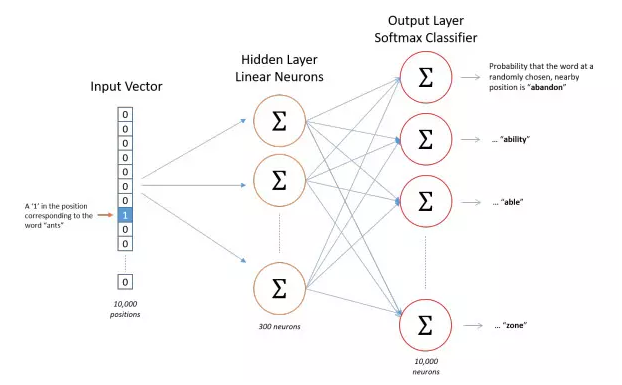 Output Layer
Softmax Classifier
Hidden Layer
Linear Neurons
Input Vector
0
0
0
0
0
0
0
1
0
0
0
A ‘1’ in the position
corresponding to the
word “ants”
10,000
positions
Σ
Σ
Σ
300 neurons
Σ
Σ
Σ
Σ
10,000
neurons
Probability that the word at a
randomly chosen, nearby
position is “abandon”
... “ability”
... “able”
... “zone”